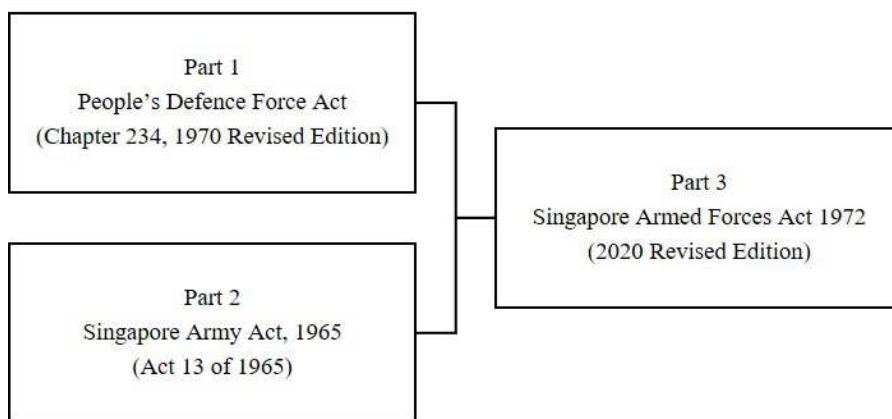 Part 1
People’s Defence Force Act
(Chapter 234, 1970 Revised Edition)
Part 2
Singapore Army Act, 1965
(Act 13 of 1965)
Part 3
Singapore Armed Forces Act 1972
(2020 Revised Edition)